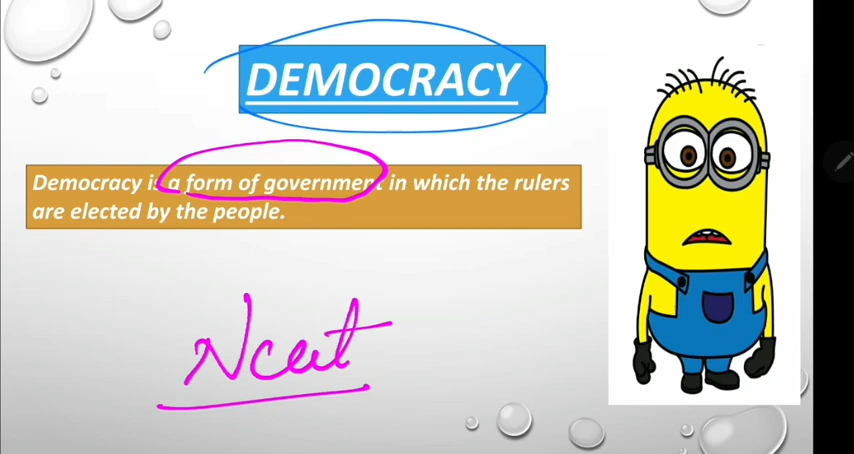 DEMOCRACY
Democracy is a form of government in which the rulers
are elected by the people.
Ncert